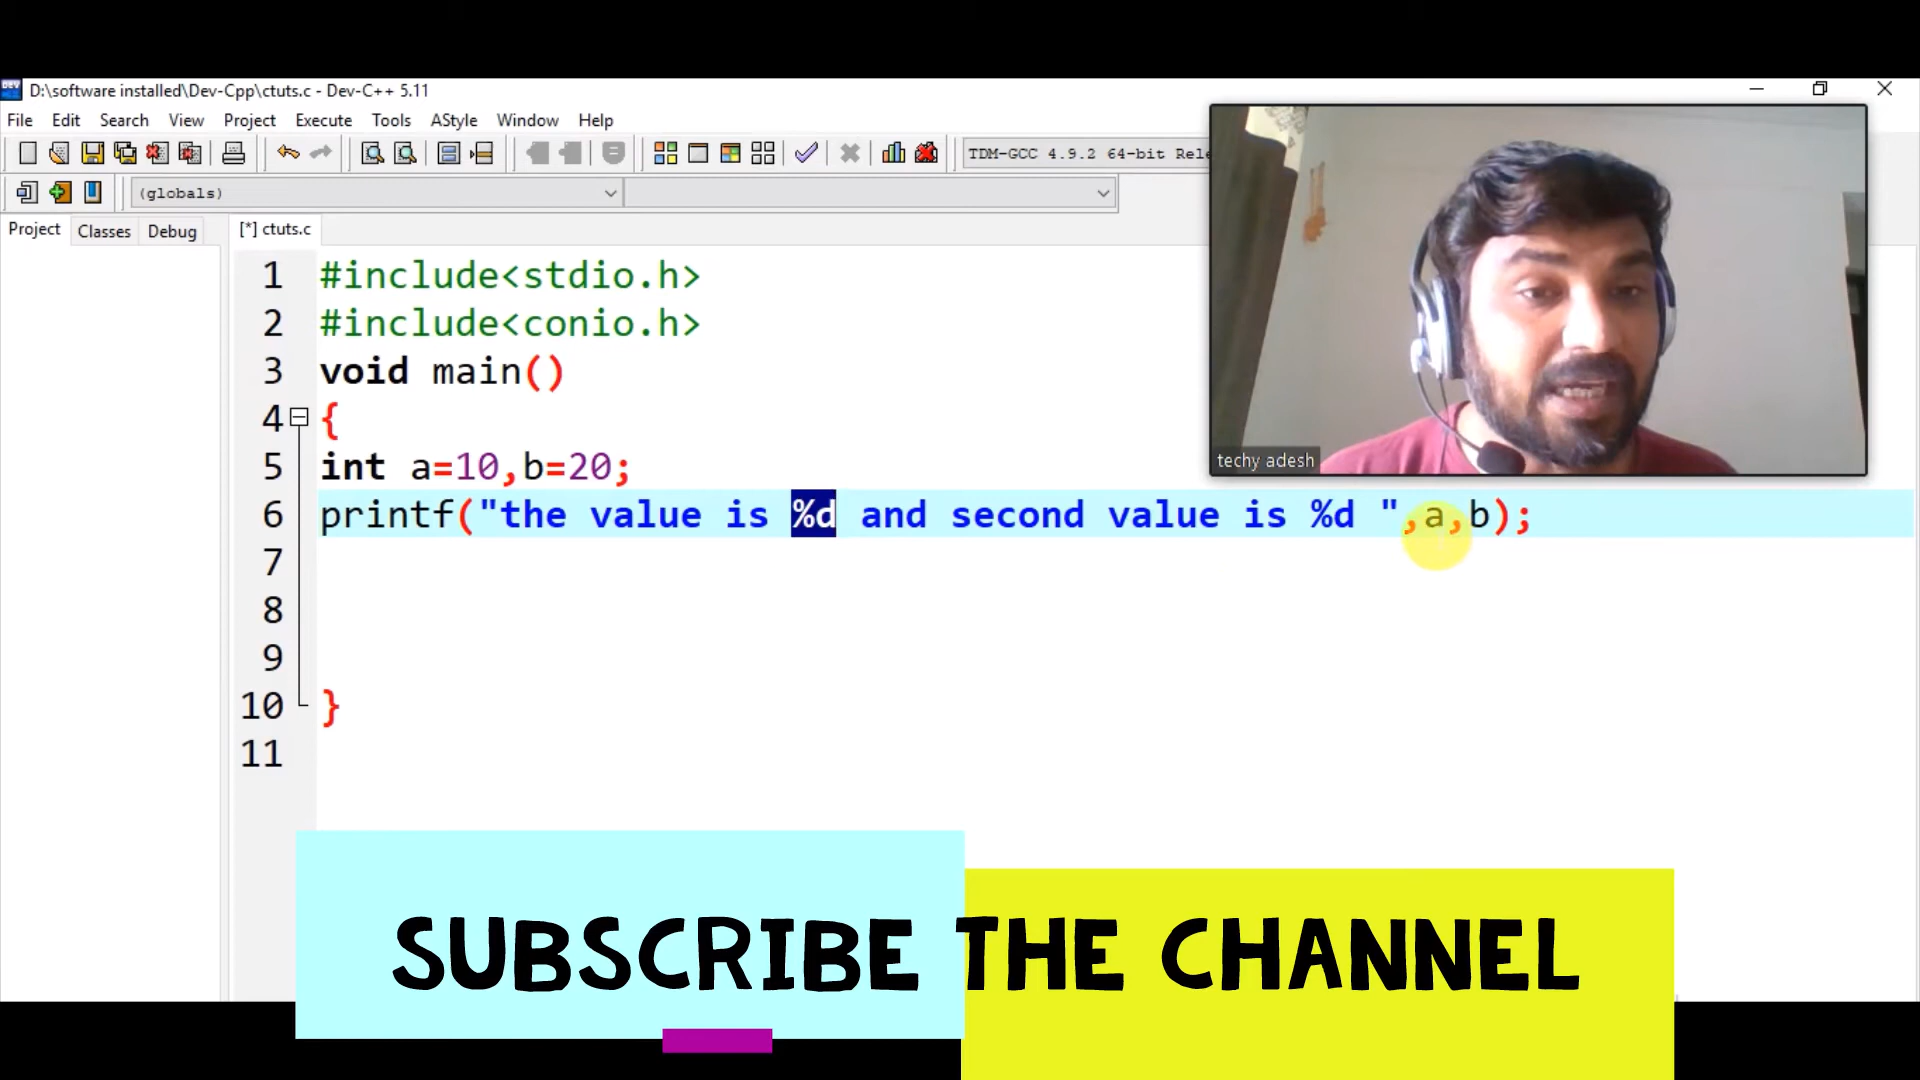 D:\software installed\Dev-Cpp\ctuts.c - Dev-C++ 5.11
File Edit Search View Project Execute Tools AStyle Window Help
TDM-GCC 4.9.2 64-bit Rele
(globals)
Project Classes Debug
[*] ctuts.c
1 #include<stdio.h>
2 #include<conio.h>
3 void main()
4 {
5 int a=10,b=20;
6 printf("the value is %d and second value is %d ",a,b);
7
8
9
10 }
11
techy adesh
SUBSCRIBE THE CHANNEL